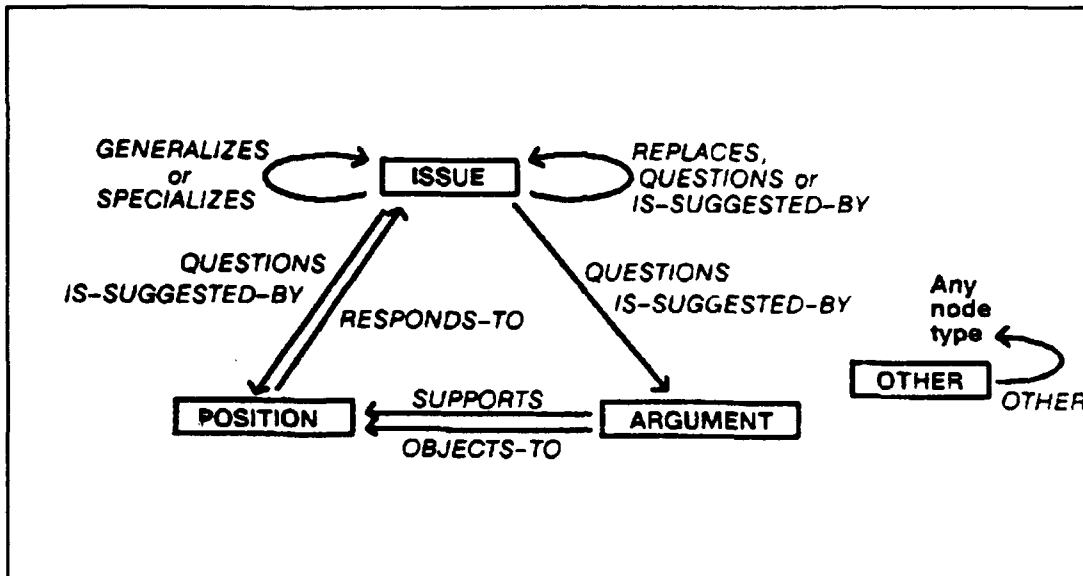 GENERALIZES
or
SPECIALIZES
ISSUE
REPLACES,
QUESTIONS or
IS-SUGGESTED-BY
QUESTIONS
IS-SUGGESTED-BY
RESPONDS-TO
QUESTIONS
IS-SUGGESTED-BY
Any
node
type
OTHER
OTHER
POSITION
SUPPORTS
OBJECTS-TO
ARGUMENT